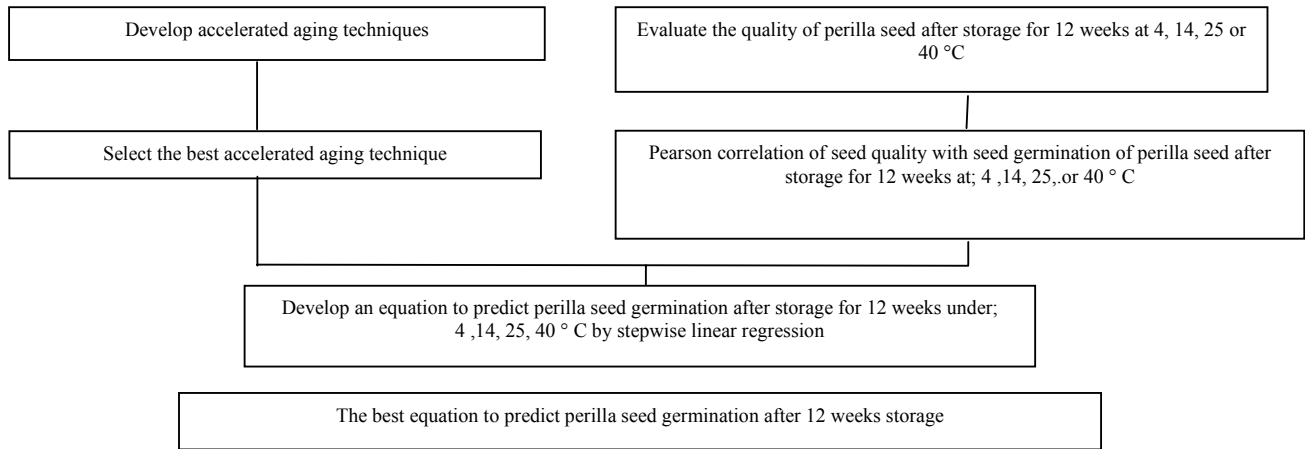 Develop accelerated aging techniques
Evaluate the quality of perilla seed after storage for 12 weeks at 4, 14, 25 or
40 °C
Select the best accelerated aging technique
Pearson correlation of seed quality with seed germination of perilla seed after
storage for 12 weeks at; 4 ,14, 25,.or 40 ° C
Develop an equation to predict perilla seed germination after storage for 12 weeks under;
4 ,14, 25, 40 ° C by stepwise linear regression
The best equation to predict perilla seed germination after 12 weeks storage